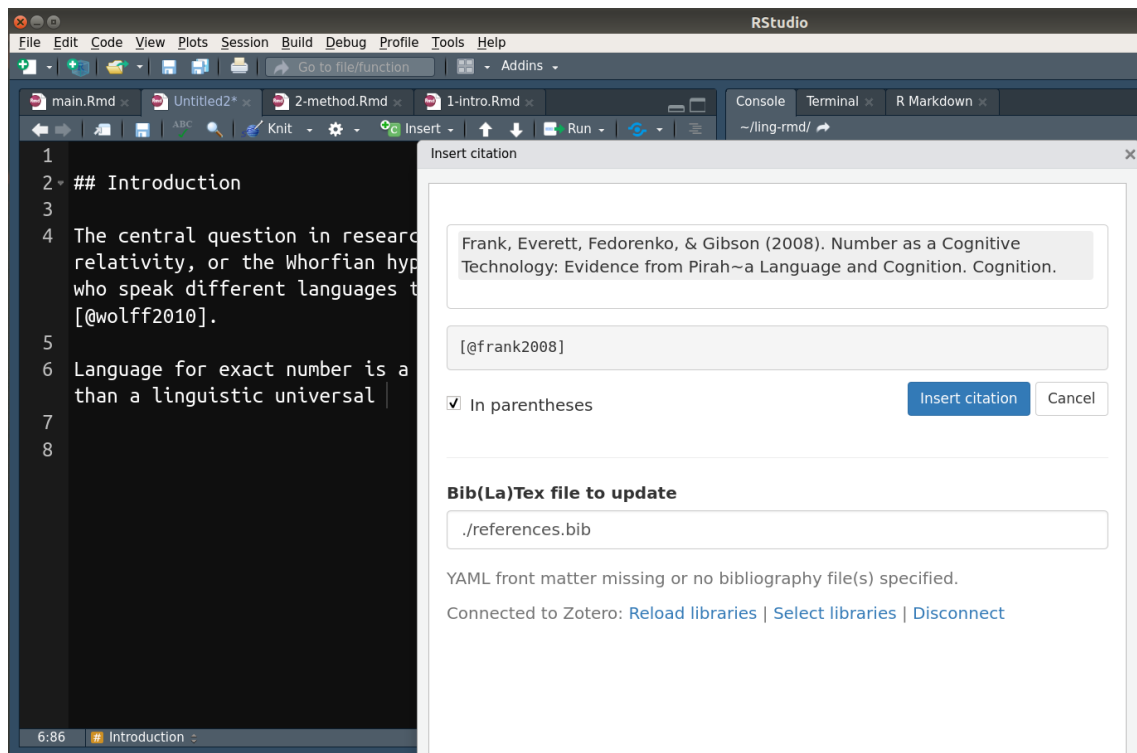 RStudio
File Edit Code View Plots Session Build Debug Profile Tools Help
Go to file/function Addins
main.Rmd Untitled2* 2-method.Rmd 1-intro.Rmd
Console Terminal R Markdown
ABC Knit Insert Run
~/ling-rmd/
Insert citation
1
2 ## Introduction
3
4 The central question in researc
relativity, or the Whorfian hyp
who speak different languages t
[@wolff2010].
5
6 Language for exact number is a
than a linguistic universal
7
8
Frank, Everett, Fedorenko, & Gibson (2008). Number as a Cognitive
Technology: Evidence from Pirah~a Language and Cognition. Cognition.
[@frank2008]
In parentheses
Insert citation Cancel
Bib(La)Tex file to update
./references.bib
YAML front matter missing or no bibliography file(s) specified.
Connected to Zotero: Reload libraries | Select libraries | Disconnect
6:86 # Introduction